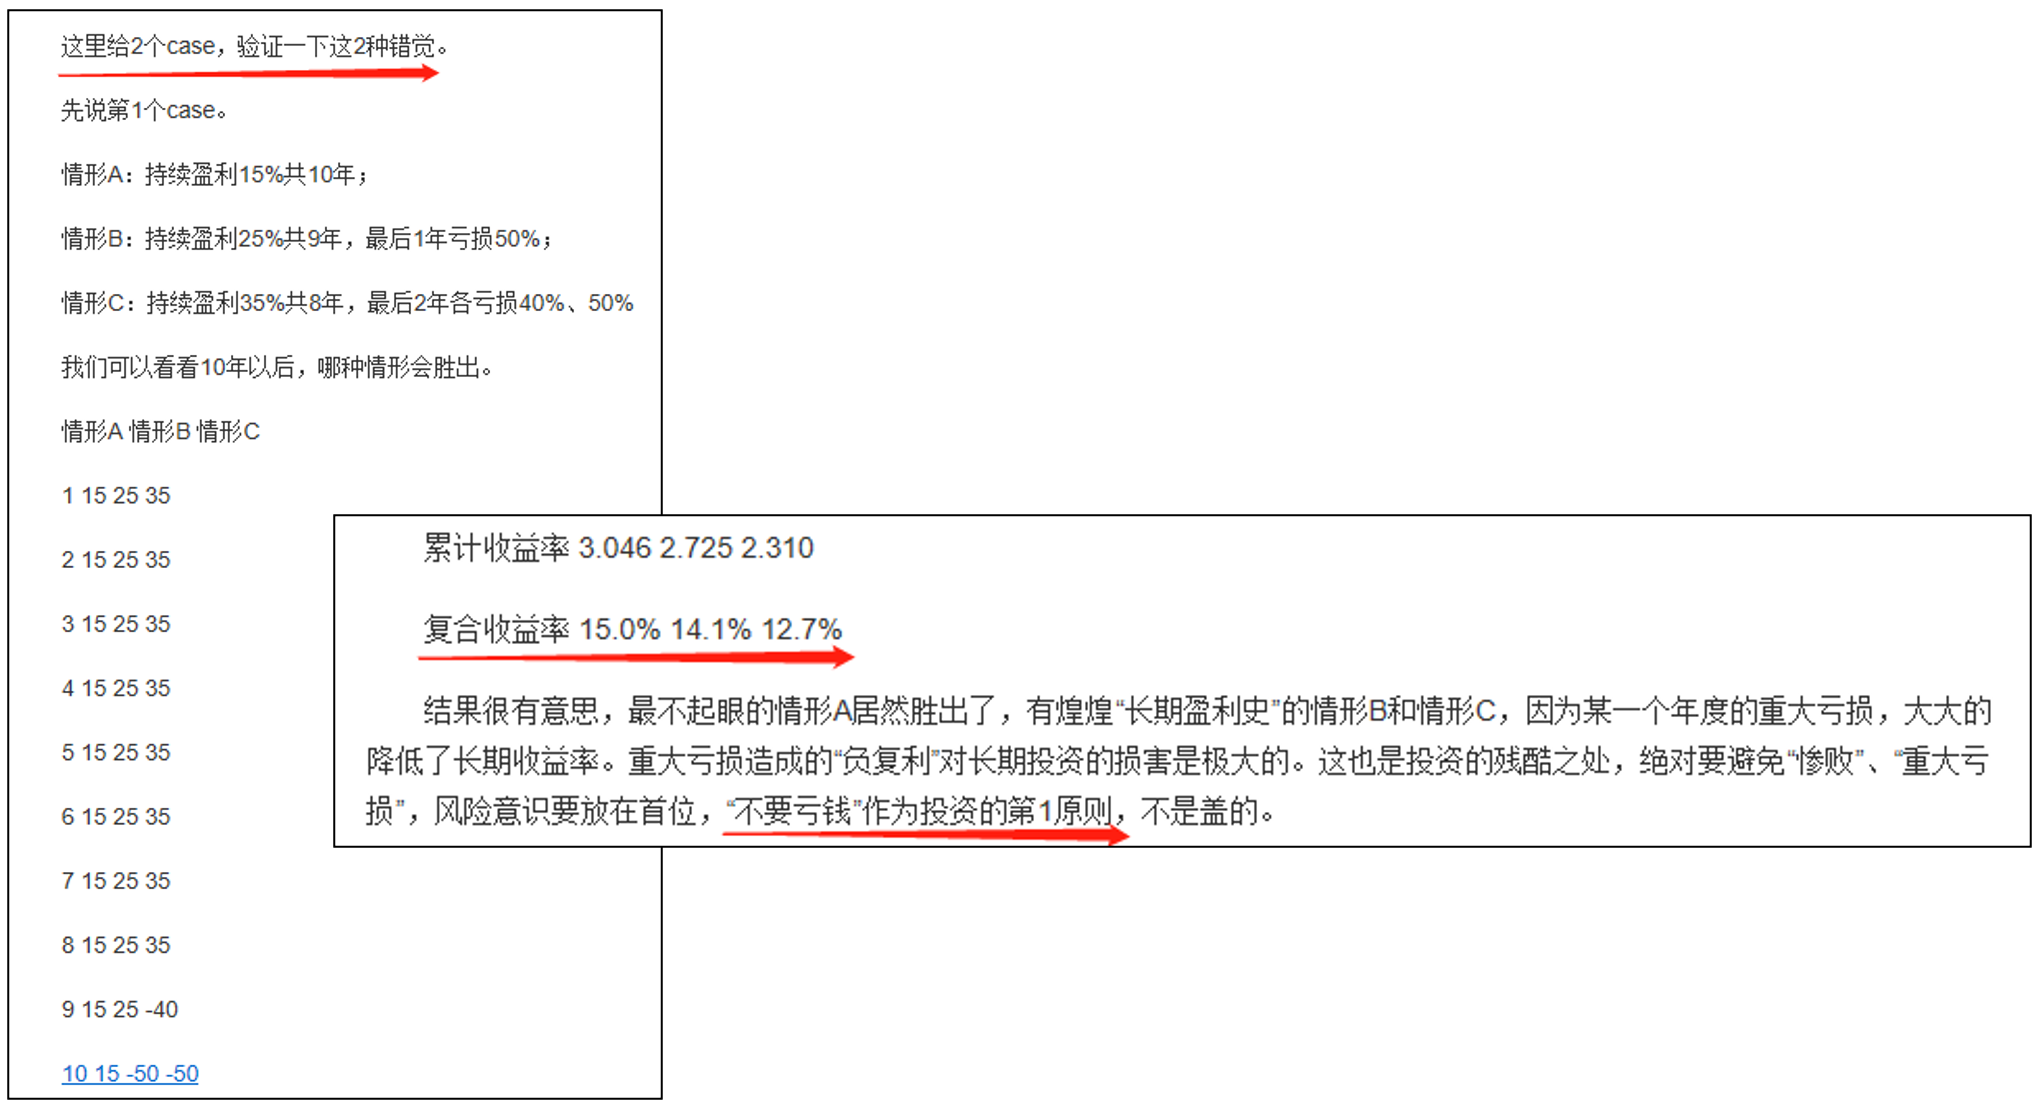 这里给2个case，验证一下这2种错觉。
先说第1个case。
情形A：持续盈利15%共10年；
情形B：持续盈利25%共9年，最后1年亏损50%；
情形C：持续盈利35%共8年，最后2年各亏损40%、50%
我们可以看看10年以后，哪种情形会胜出。
情形A 情形B 情形C
1 15 25 35
2 15 25 35
3 15 25 35
4 15 25 35
5 15 25 35
6 15 25 35
7 15 25 35
8 15 25 35
9 15 25 -40
10 15 -50 -50
累计收益率 3.046 2.725 2.310
复合收益率 15.0% 14.1% 12.7%
结果很有意思，最不起眼的情形A居然胜出了，有煌煌“长期盈利史”的情形B和情形C，因为某一个年度的重大亏损，大大的
降低了长期收益率。重大亏损造成的“负复利”对长期投资的损害是极大的。这也是投资的残酷之处，绝对要避免“惨败”、“重大亏
损”，风险意识要放在首位，“不要亏钱”作为投资的第1原则，不是盖的。